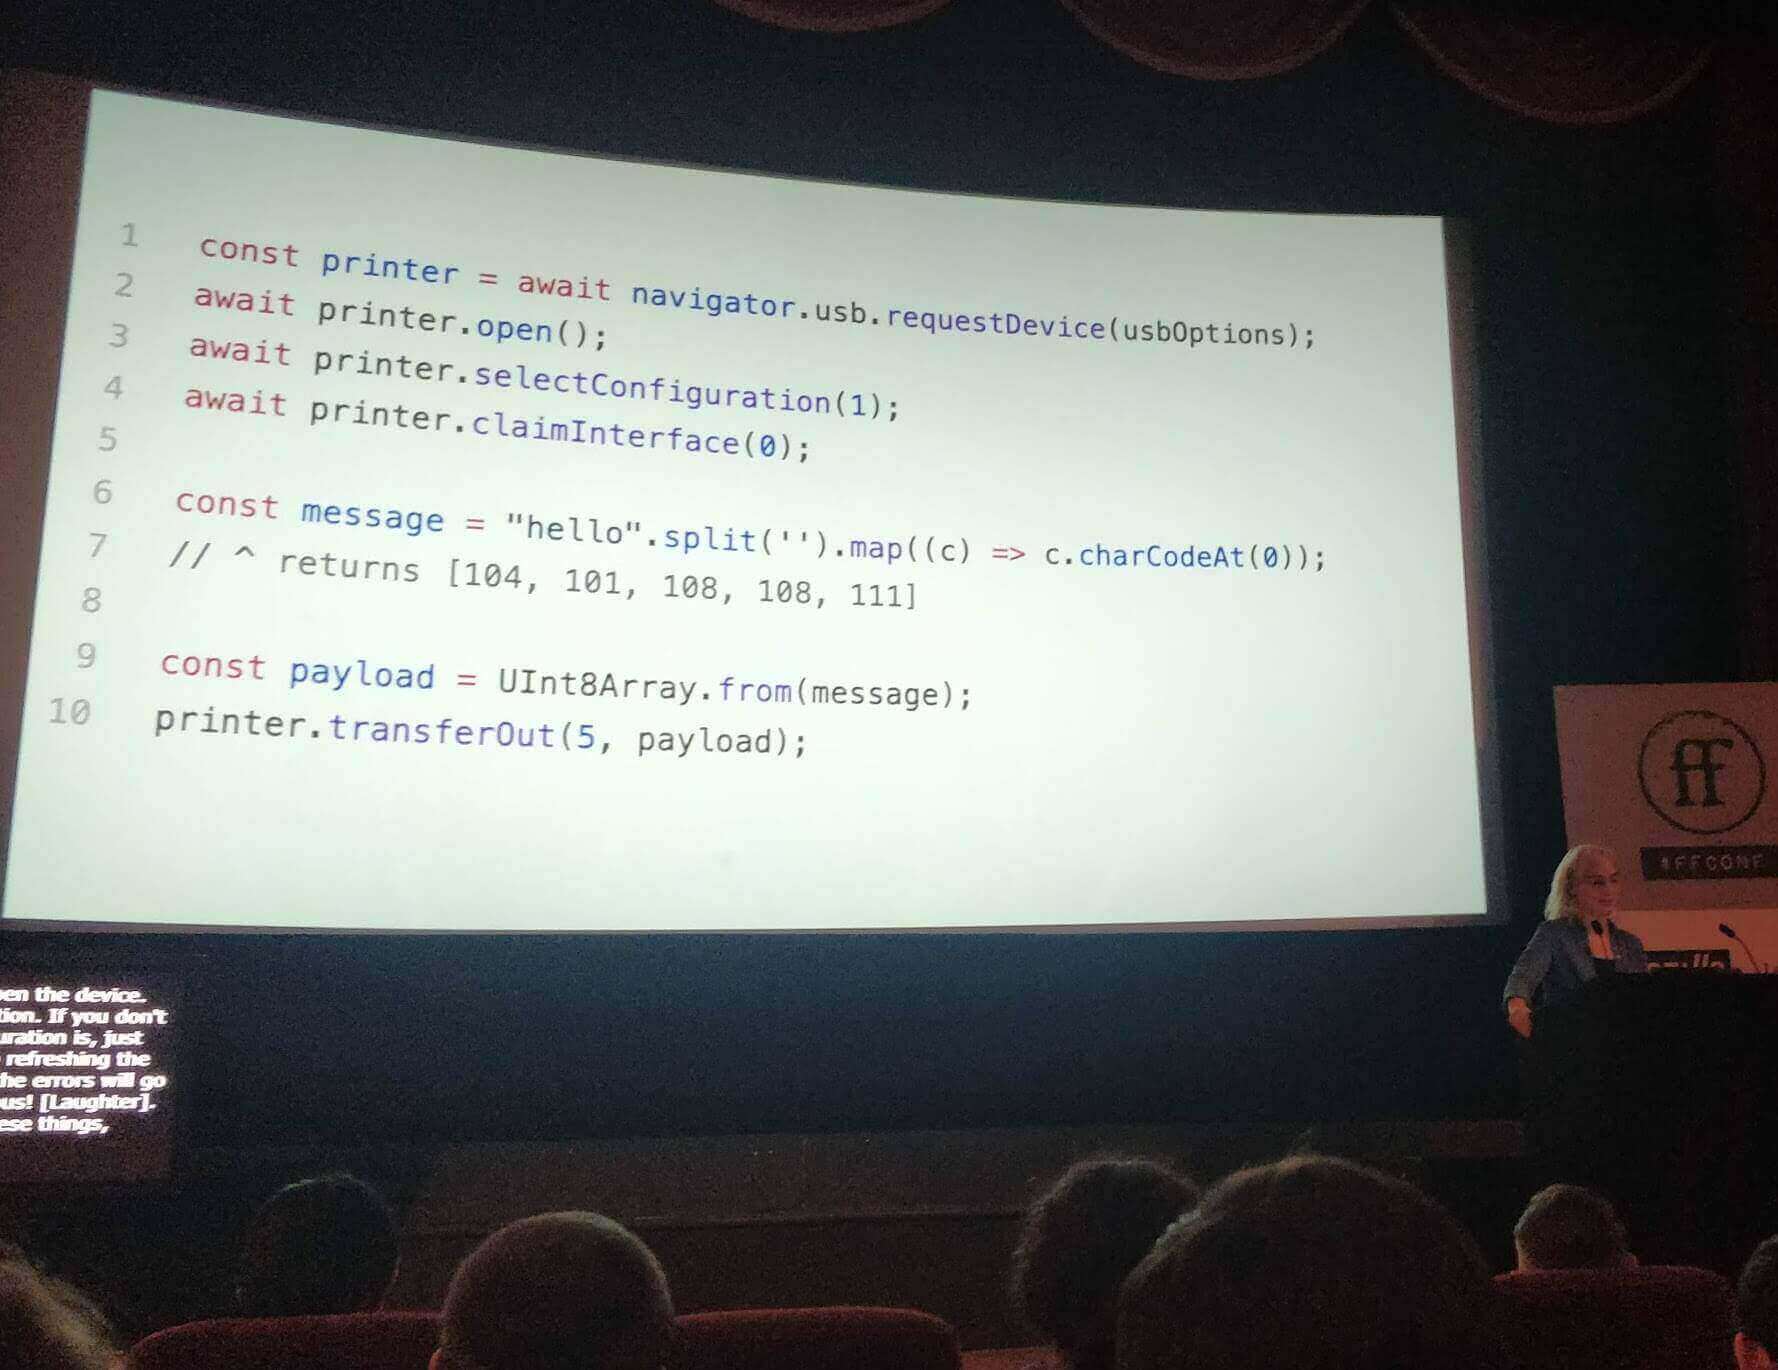 1 const printer = await navigator.usb.requestDevice(usbOptions);
2 await printer.open();
3 await printer.selectConfiguration(1);
4 await printer.claimInterface(0);
5
6 const message = "hello".split('').map((c) => c.charCodeAt(0));
7 // ^ returns [104, 101, 108, 108, 111]
8
9 const payload = UInt8Array.from(message);
10 printer.transferOut(5, payload);
ff
#FFCONF
the device.
If you don't
is, just
refreshing the
errors will go
[Laughter].
things,